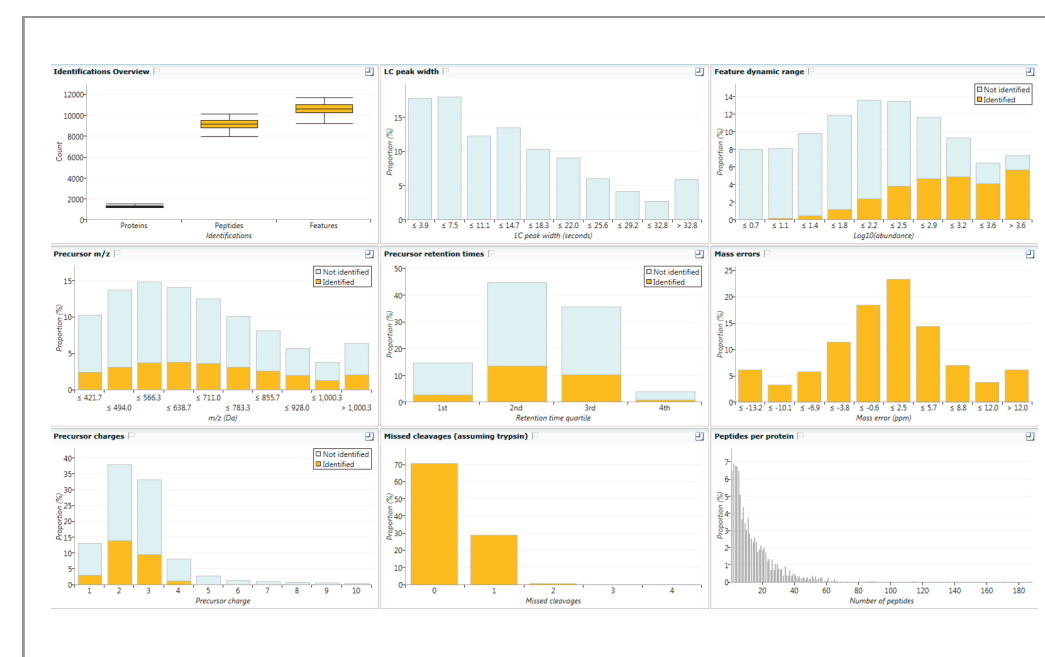 Identifications Overview
12000
10000
8000
6000
4000
2000
0
Count
Proteins Peptides Features
Identifications
LC peak width
15
10
5
0
Proportion (%)
≤ 3.9 ≤ 7.5 ≤ 11.1 ≤ 14.7 ≤ 18.3 ≤ 22.0 ≤ 25.6 ≤ 29.2 ≤ 32.8 > 32.8
LC peak width (seconds)
Feature dynamic range
Not identified
Identified
14
12
10
8
6
4
2
0
Proportion (%)
≤ 0.7 ≤ 1.1 ≤ 1.4 ≤ 1.8 ≤ 2.2 ≤ 2.5 ≤ 2.9 ≤ 3.2 ≤ 3.6 > 3.6
Log10(abundance)
Precursor m/z
Not identified
Identified
15
10
5
0
Proportion (%)
≤ 421.7 ≤ 566.3 ≤ 711.0 ≤ 855.7 ≤ 1,000.3
≤ 494.0 ≤ 638.7 ≤ 783.3 ≤ 928.0 > 1,000.3
m/z (Da)
Precursor retention times
Not identified
Identified
50
40
30
20
10
0
Proportion (%)
1st 2nd 3rd 4th
Retention time quartile
Mass errors
25
20
15
10
5
0
Proportion (%)
≤ -13.2 ≤ -10.1 ≤ -6.9 ≤ -3.8 ≤ -0.6 ≤ 2.5 ≤ 5.7 ≤ 8.8 ≤ 12.0 > 12.0
Mass error (ppm)
Precursor charges
Not identified
Identified
40
35
30
25
20
15
10
5
0
Proportion (%)
1 2 3 4 5 6 7 8 9 10
Precursor charge
Missed cleavages (assuming trypsin)
70
60
50
40
30
20
10
0
Proportion (%)
0 1 2 3 4
Missed cleavages
Peptides per protein
7
6
5
4
3
2
1
0
Proportion (%)
20 40 60 80 100 120 140 160 180
Number of peptides